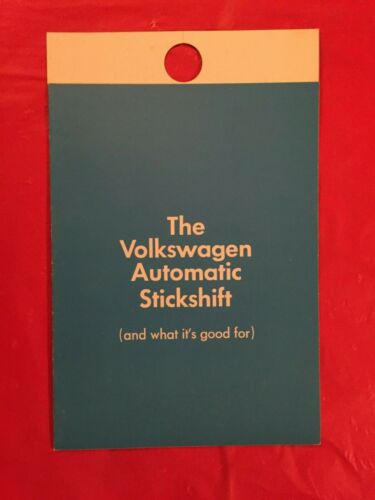 The
Volkswagen
Automatic
Stickshift
(and what it's good for)